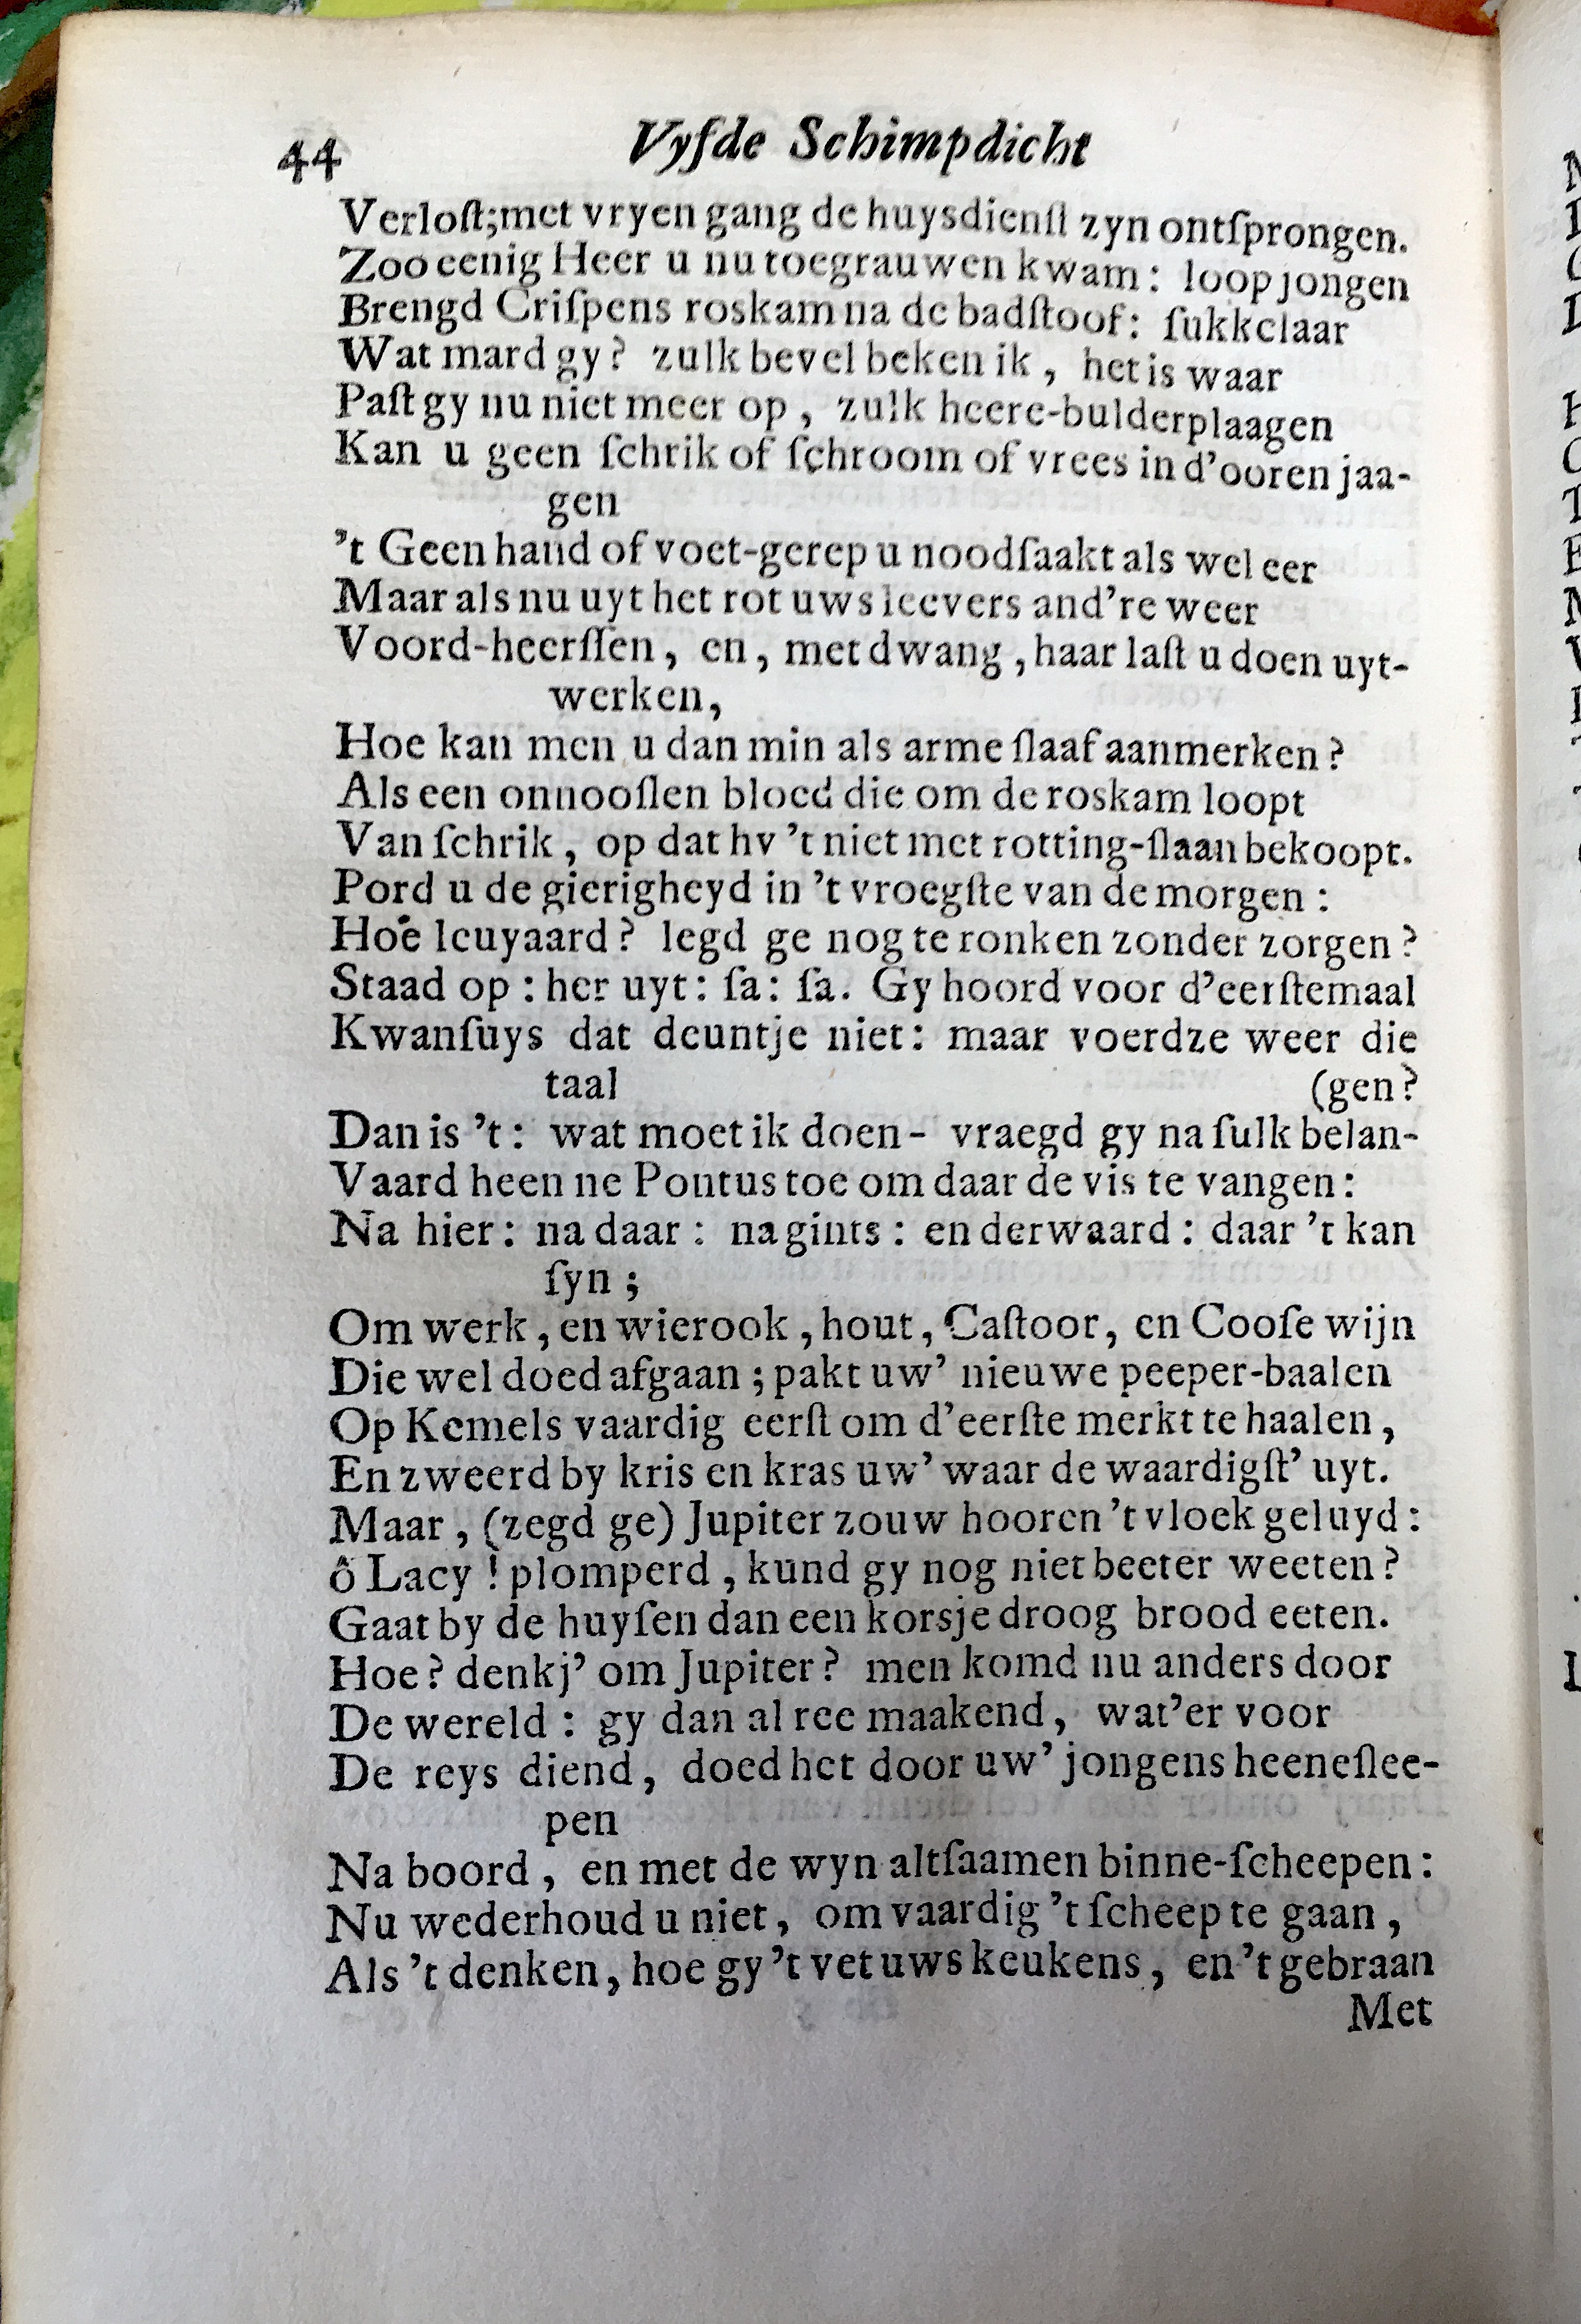 44 Vyfde Schimpdicht
Verloſt; met vryen gang de huysdienſt zyn ontſprongen.
Zoo eenig Heer u nu toegrauwen kwam: loop jongen
Brengd Criſpens roskam na de badſtoof: ſukkelaar
Wat mard gy? zulk bevel beken ik, het is waar
Paſt gy nu niet meer op, zulk heere-bulderplaagen
Kan u geen ſchrik of ſchroom of vrees in d'ooren jaa-
gen
't Geen hand of voet-gerep u noodſaakt als wel eer
Maar als nu uyt het rot uws leevers and're weer
Voord-heerſſen, en, met dwang, haar laſt u doen uyt-
werken,
Hoe kan men u dan min als arme ſlaaf aanmerken?
Als een onnooſlen bloed die om de roskam loopt
Van ſchrik, op dat hy 't niet met rotting-ſlaan bekoopt.
Pord u de gierigheyd in 't vroegſte van de morgen:
Hoe leuyaard? legd ge nog te ronken zonder zorgen?
Staad op: her uyt: ſa: ſa. Gy hoord voor d'eerſtemaal
Kwanſuys dat deuntje niet: maar voerdze weer die
taal (gen?
Dan is 't: wat moet ik doen- vraegd gy na ſulk belan-
Vaard heen ne Pontus toe om daar de vis te vangen:
Na hier: na daar: na gints: en derwaard: daar 't kan
ſyn;
Om werk, en wierook, hout, Caſtoor, en Cooſe wijn
Die wel doed afgaan; pakt uw' nieuwe peeper-baalen
Op Kemels vaardig eerſt om d'eerſte merkt te haalen,
En zweerd by kris en kras uw' waar de waardigſt' uyt.
Maar, (zegd ge) Jupiter zouw hooren 't vloek geluyd:
ô Lacy! plomperd, kund gy nog niet beeter weeten?
Gaat by de huyſen dan een korsje droog brood eeten.
Hoe? denkj' om Jupiter? men komd nu anders door
De wereld: gy dan al ree maakend, wat'er voor
De reys diend, doed het door uw' jongens heeneſlee-
pen
Na boord, en met de wyn altſaamen binne-ſcheepen:
Nu wederhoud u niet, om vaardig 't ſcheep te gaan,
Als 't denken, hoe gy 't vet uws keukens, en 't gebraan
Met